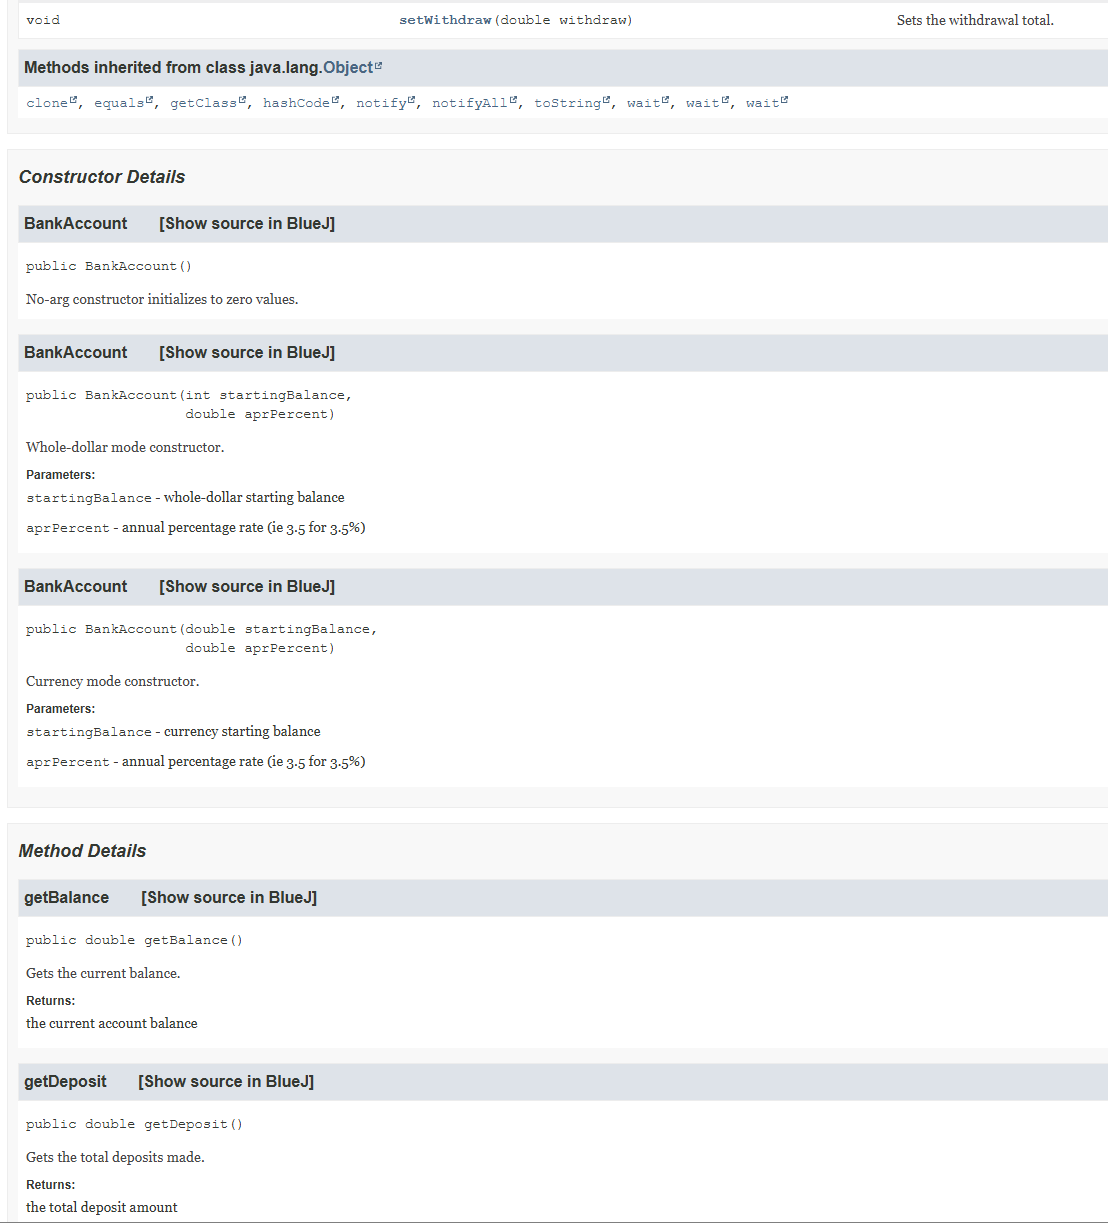 void setWithdraw(double withdraw) Sets the withdrawal total.
Methods inherited from class java.lang.Object
clone, equals, getClass, hashCode, notify, notifyAll, toString, wait, wait, wait
Constructor Details
BankAccount [Show source in BlueJ]
public BankAccount()
No-arg constructor initializes to zero values.
BankAccount [Show source in BlueJ]
public BankAccount(int startingBalance,
double aprPercent)
Whole-dollar mode constructor.
Parameters:
startingBalance - whole-dollar starting balance
aprPercent - annual percentage rate (ie 3.5 for 3.5%)
BankAccount [Show source in BlueJ]
public BankAccount(double startingBalance,
double aprPercent)
Currency mode constructor.
Parameters:
startingBalance - currency starting balance
aprPercent - annual percentage rate (ie 3.5 for 3.5%)
Method Details
getBalance [Show source in BlueJ]
public double getBalance()
Gets the current balance.
Returns:
the current account balance
getDeposit [Show source in BlueJ]
public double getDeposit()
Gets the total deposits made.
Returns:
the total deposit amount